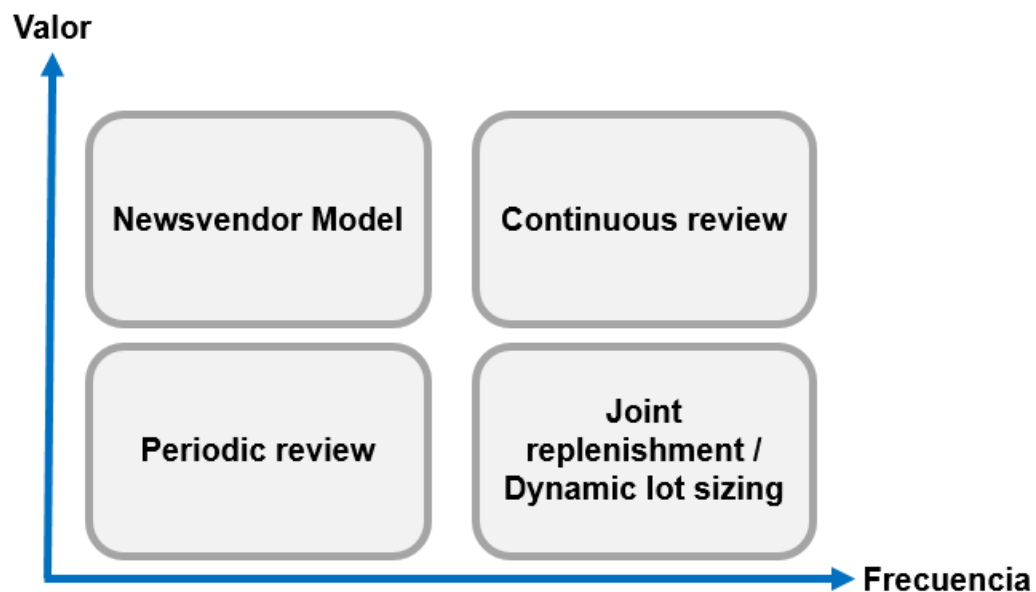 Valor
Newsvendor Model
Continuous review
Periodic review
Joint
replenishment /
Dynamic lot sizing
Frecuencia